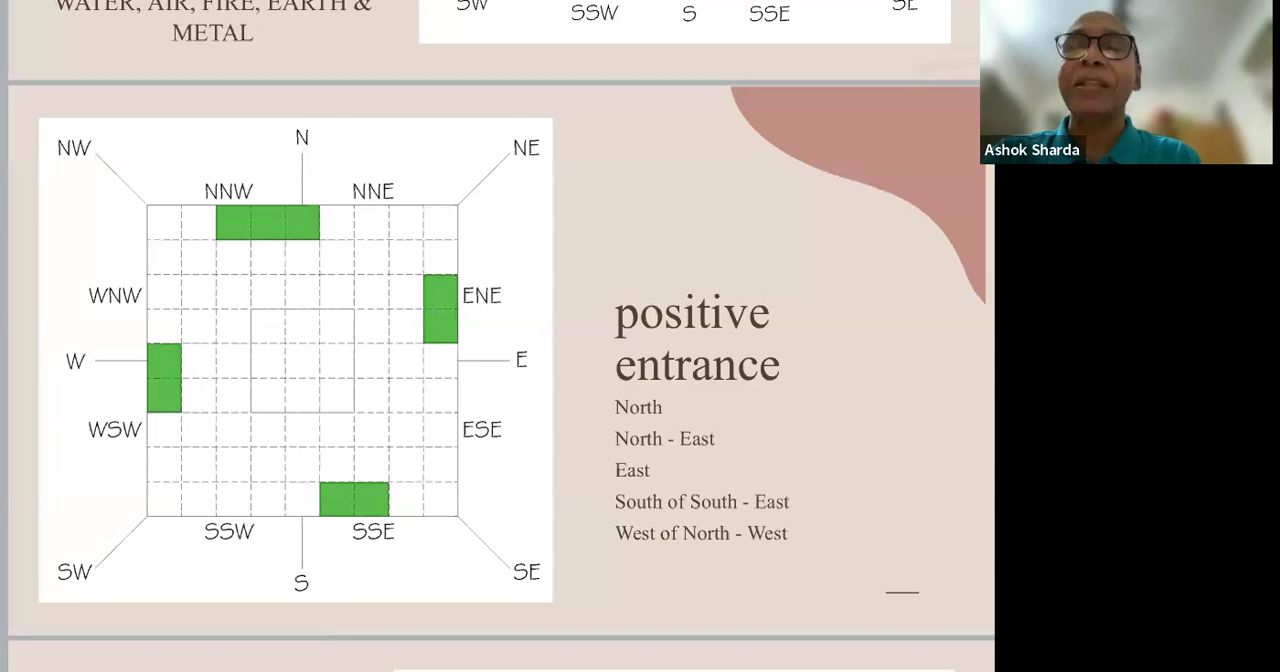 WATER, AIR, FIRE, EARTH &
METAL
SW
SSW
S
SSE
SE
Ashok Sharda
NW
N
NE
NNW
NNE
WNW
ENE
W
E
WSW
ESE
SSW
SSE
SW
S
SE
positive
entrance
North
North - East
East
South of South - East
West of North - West